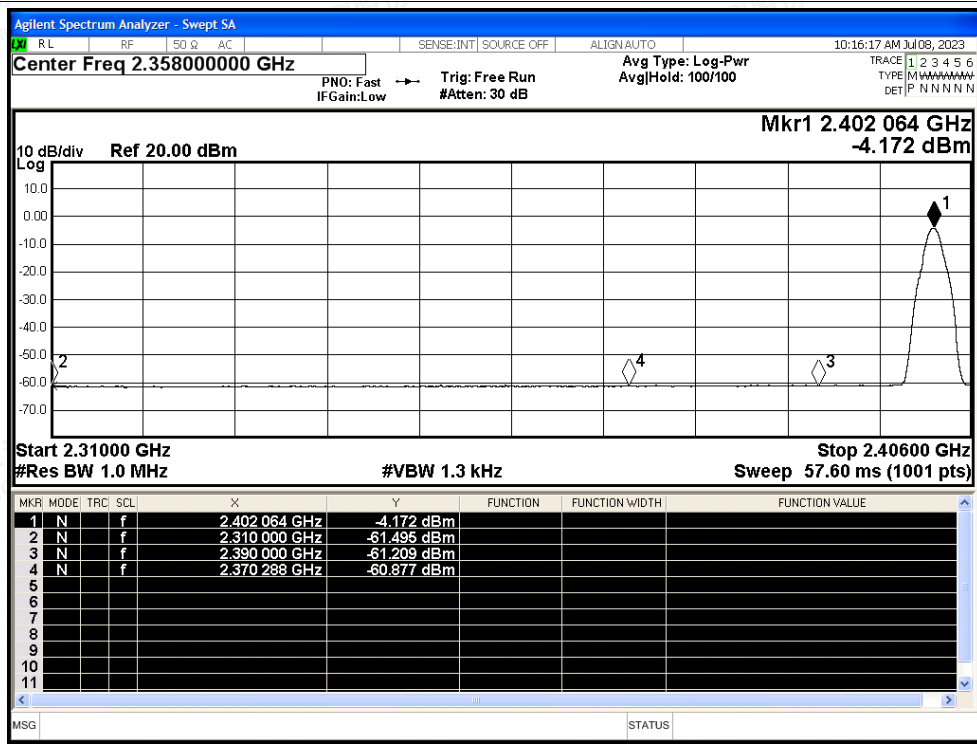 Agilent Spectrum Analyzer - Swept SA
LXI RL RF 50 Ω AC SENSE:INT SOURCE OFF ALIGN AUTO 10:16:17 AM Jul 08, 2023
Center Freq 2.358000000 GHz
PNO: Fast
IFGain:Low
Trig: Free Run
#Atten: 30 dB
Avg Type: Log-Pwr
Avg|Hold: 100/100
TRACE 1 2 3 4 5 6
TYPE M
DET P N N N N N
Mkr1 2.402 064 GHz
-4.172 dBm
10 dB/div Ref 20.00 dBm
Log
10.0
0.00
-10.0
-20.0
-30.0
-40.0
-50.0
-60.0
-70.0
1
2
4
3
Start 2.31000 GHz Stop 2.40600 GHz
#Res BW 1.0 MHz #VBW 1.3 kHz Sweep 57.60 ms (1001 pts)
MKR MODE TRC SCL X Y FUNCTION FUNCTION WIDTH FUNCTION VALUE
1 N f 2.402 064 GHz -4.172 dBm
2 N f 2.310 000 GHz -61.495 dBm
3 N f 2.390 000 GHz -61.209 dBm
4 N f 2.370 288 GHz -60.877 dBm
5
6
7
8
9
10
11
MSG STATUS